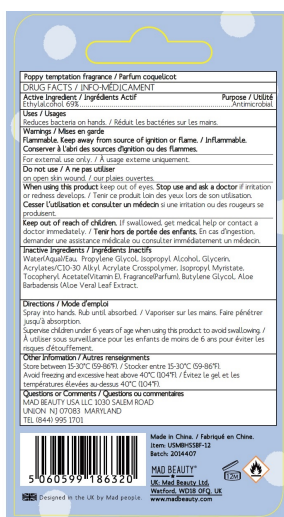 Poppy temptation fragrance / Parfum coquelicot
DRUG FACTS / INFO-MÉDICAMENT
Active Ingredient / Ingrédients Actif Purpose / Utilité
Ethylalcohol 69%...Antimicrobial
Uses / Usages
Reduces bacteria on hands. / Réduit les bactéries sur les mains.
Warnings / Mises en garde
Flammable. Keep away from source of ignition or flame. / Inflammable.
Conserver à l'abri des sources d'ignition ou des flammes.
For external use only. / À usage externe uniquement.
Do not use / A ne pas utiliser
on open skin wound. / our plaies ouvertes.
When using this product keep out of eyes. Stop use and ask a doctor if irritation
or redness develops. / Tenir ce produit loin des yeux lors de son utilisation.
Cesser l'utilisation et consulter un médecin si une irritation ou des rougeurs se
produisent.
Keep out of reach of children. If swallowed, get medical help or contact a
doctor immediately. / Tenir hors de portée des enfants. En cas d'ingestion,
demander une assistance médicale ou consulter immédiatement un médecin.
Inactive Ingredients / Ingrédients Inactifs
Water(Aqua)/Eau, Propylene Glycol, Isopropyl Alcohol, Glycerin,
Acrylates/C10-30 Alkyl Acrylate Crosspolymer, Isopropyl Myristate,
Tocopheryl Acetate(Vitamin E), Fragrance(Parfum), Butylene Glycol, Aloe
Barbadensis (Aloe Vera) Leaf Extract.
Directions / Mode d'emploi
Spray into hands. Rub until absorbed. / Vaporiser sur les mains. Faire pénétrer
jusqu'à absorption.
Supervise children under 6 years of age when using this product to avoid swallowing. /
À utiliser sous surveillance pour les enfants de moins de 6 ans pour éviter les
risques d'étouffement.
Other Information / Autres renseignments
Store between 15-30°C (59-86°F). / Stocker entre 15-30°C (59-86°F).
Avoid freezing and excessive heat above 40°C (104°F). / Évitez le gel et les
températures élevées au-dessus 40°C (104°F).
Questions or Comments / Questions ou commentaires
MAD BEAUTY USA LLC 1030 SALEM ROAD
UNION NJ 07083 MARYLAND
TEL (844) 995 1701
Made in China. / Fabriqué en Chine.
Item: USMBHSSBF-12
Batch: 2014407
MAD BEAUTY
12M
UK: Mad Beauty Ltd.
Watford, WD18 0FQ, UK
www.madbeauty.com
5 060599 186320
Designed in the UK by Mad people.